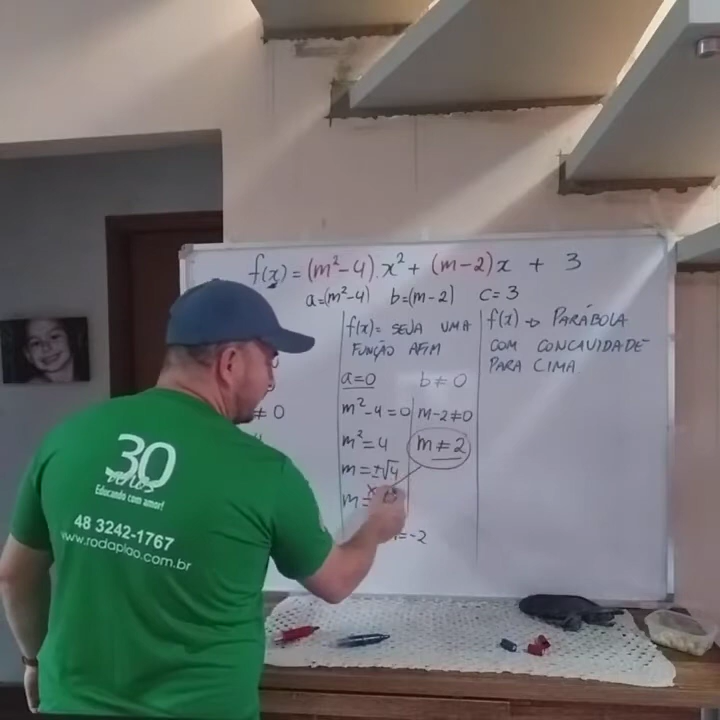 f(x) = (m²-4).x² + (m-2)x + 3
a=(m²-4) b=(m-2) c=3
≠ 0
f(x)= SEJA UMA
FUNÇÃO AFIM
a=0 b≠0
m²-4=0 m-2≠0
m²=4 m≠2
m=±√4
m=
=-2
f(x) → PARÁBOLA
COM CONCAVIDADE
PARA CIMA
30
anos
Educando com amor!
48 3242-1767
www.rodapiao.com.br